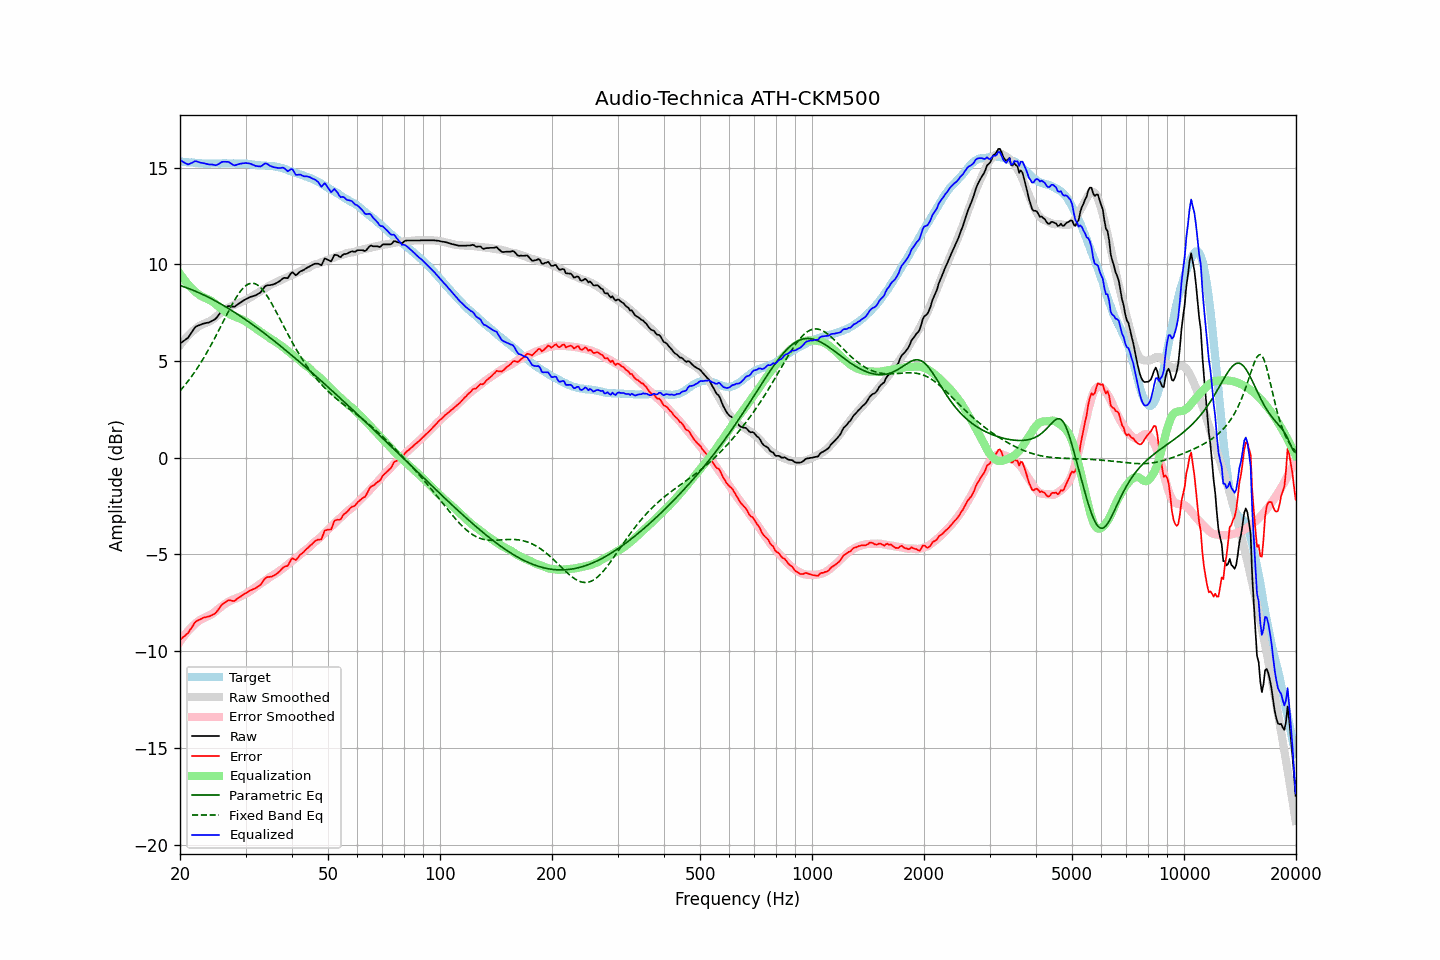 Audio-Technica ATH-CKM500
Amplitude (dBr)
15
10
5
0
−5
−10
−15
−20
Target
Raw Smoothed
Error Smoothed
Raw
Error
Equalization
Parametric Eq
Fixed Band Eq
Equalized
20 50 100 200 500 1000 2000 5000 10000 20000
Frequency (Hz)